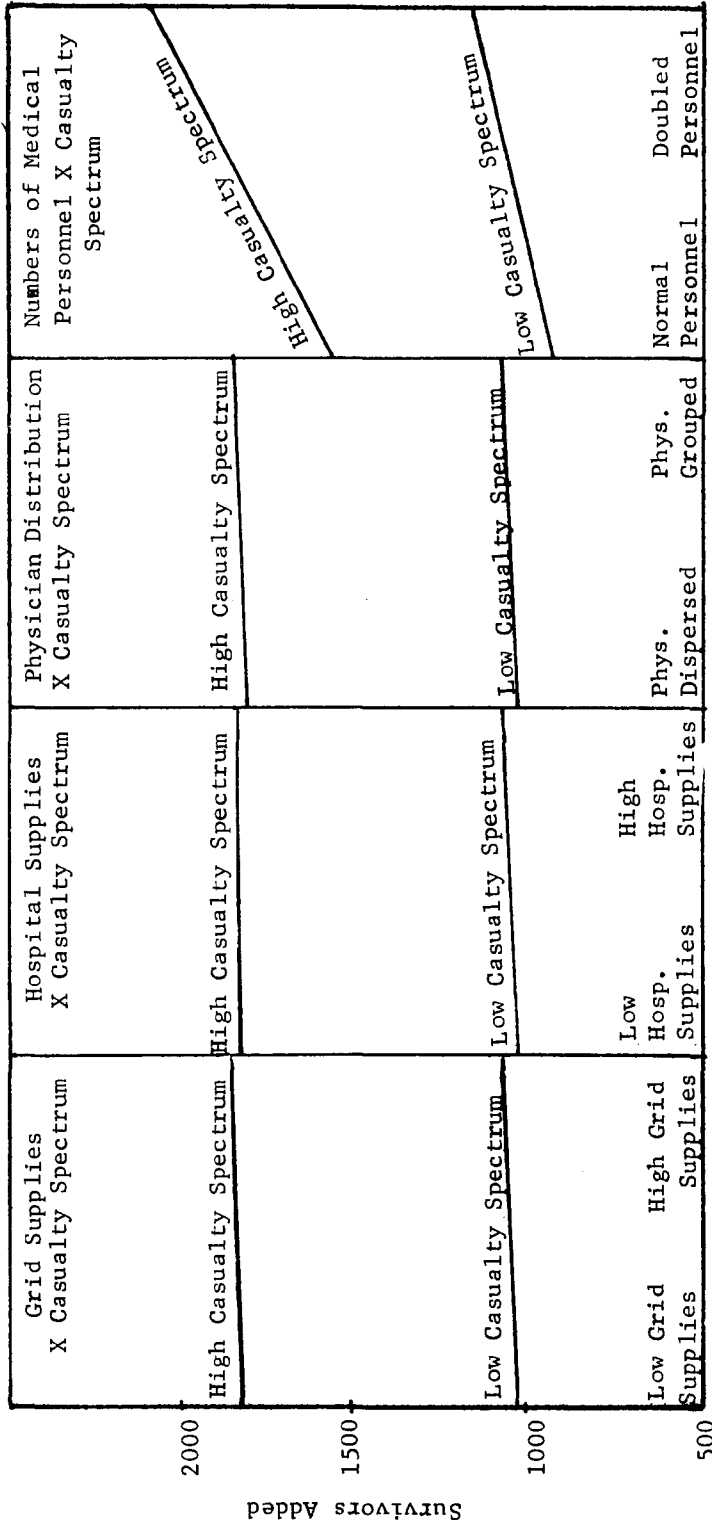 Survivors Added
2000
1500
1000
500
Grid Supplies
X Casualty Spectrum
High Casualty Spectrum
Low Casualty Spectrum
Low Grid
Supplies
High Grid
Supplies
Hospital Supplies
X Casualty Spectrum
High Casualty Spectrum
Low Casualty Spectrum
Low
Hosp.
Supplies
High
Hosp.
Supplies
Physician Distribution
X Casualty Spectrum
High Casualty Spectrum
Low Casualty Spectrum
Phys.
Dispersed
Phys.
Grouped
Numbers of Medical
Personnel X Casualty
Spectrum
High Casualty Spectrum
Low Casualty Spectrum
Normal
Personnel
Doubled
Personnel